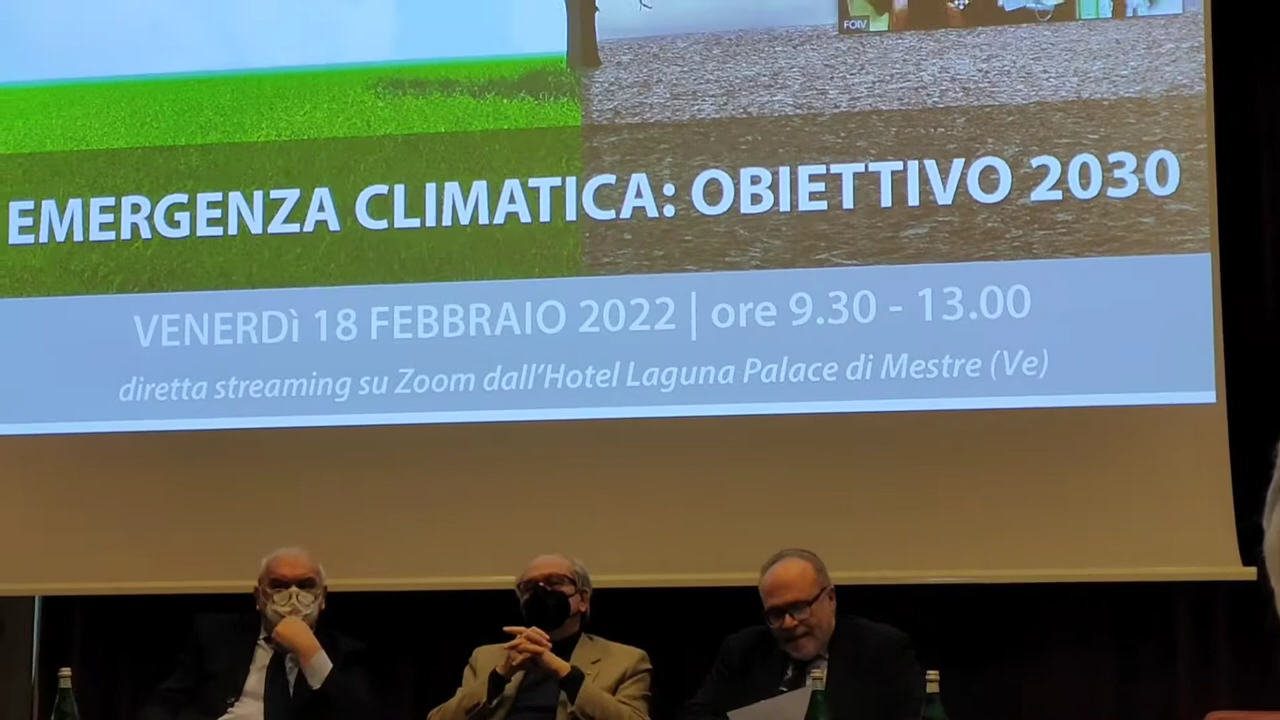 FOIV
EMERGENZA CLIMATICA: OBIETTIVO 2030
VENERDì 18 FEBBRAIO 2022 | ore 9.30 - 13.00
diretta streaming su Zoom dall'Hotel Laguna Palace di Mestre (Ve)